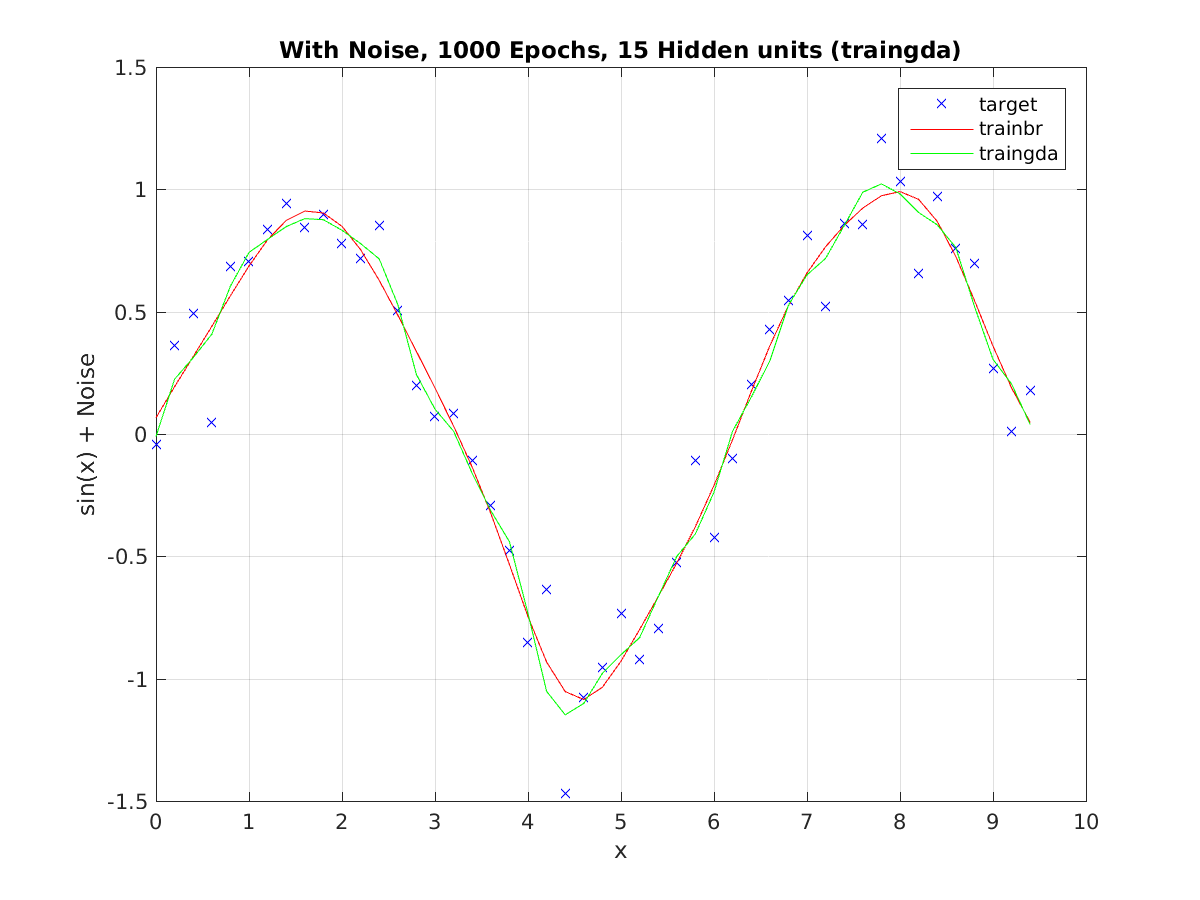 With Noise, 1000 Epochs, 15 Hidden units (traingda)
1.5
1
0.5
0
-0.5
-1
-1.5
sin(x) + Noise
target
trainbr
traingda
0 1 2 3 4 5 6 7 8 9 10
x